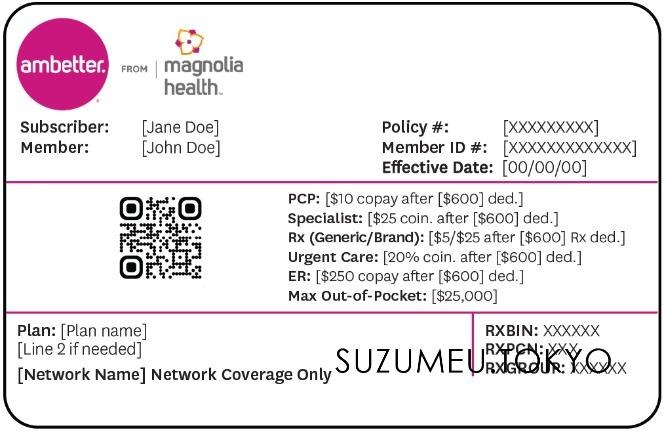 ambetter. FROM magnolia health™
Subscriber: [Jane Doe]
Member: [John Doe]
Policy #: [XXXXXXXXX]
Member ID #: [XXXXXXXXXXXXX]
Effective Date: [00/00/00]
PCP: [$10 copay after [$600] ded.]
Specialist: [$25 coin. after [$600] ded.]
Rx (Generic/Brand): [$5/$25 after [$600] Rx ded.]
Urgent Care: [20% coin. after [$600] ded.]
ER: [$250 copay after [$600] ded.]
Max Out-of-Pocket: [$25,000]
Plan: [Plan name]
[Line 2 if needed]
[Network Name] Network Coverage Only
RXBIN: XXXXXX
RXPCN: XXX
RXGROUP: XXXXXX
SUZUMEU.TOKYO